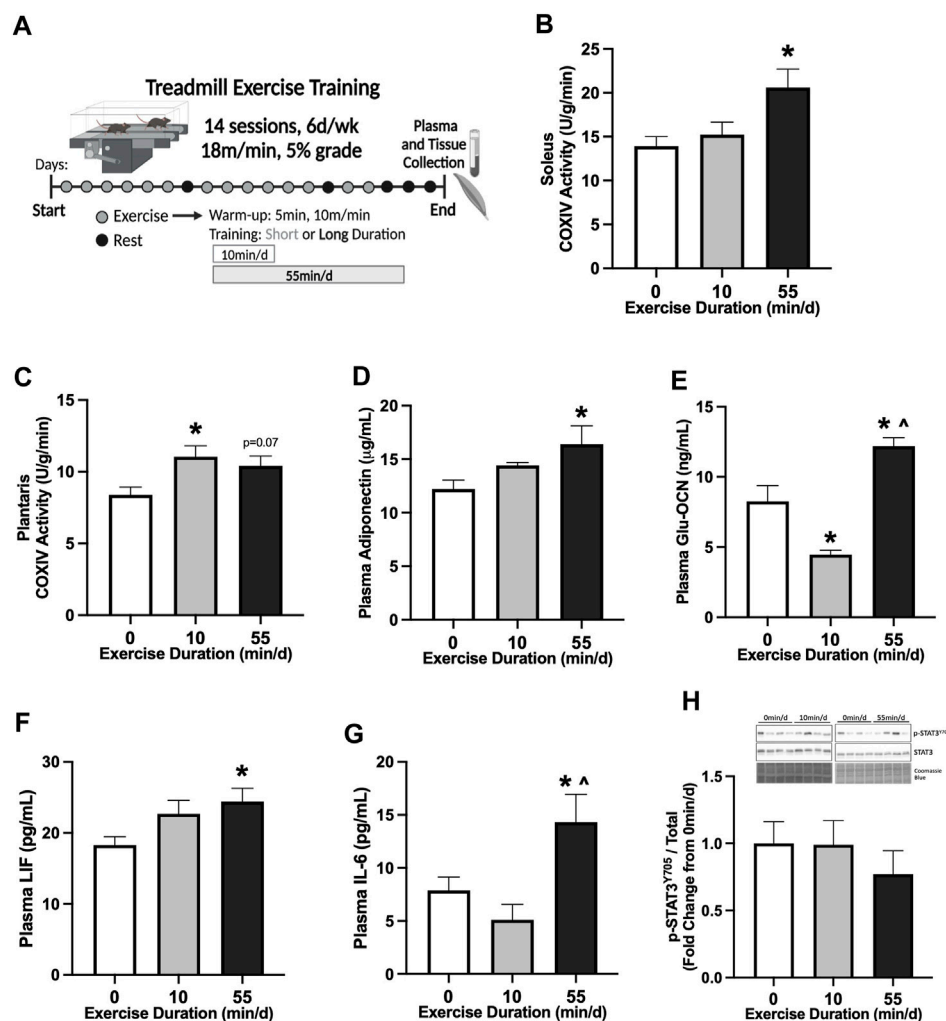 A
Treadmill Exercise Training
14 sessions, 6d/wk
18m/min, 5% grade
Plasma
and Tissue
Collection
Days:
Start
End
Exercise
Warm-up: 5min, 10m/min
Rest
Training: Short or Long Duration
10min/d
55min/d
B
Soleus
COXIV Activity (U/g/min)
25
20
15
10
5
0
*
0 10 55
Exercise Duration (min/d)
C
Plantaris
COXIV Activity (U/g/min)
15
10
5
0
*
p=0.07
0 10 55
Exercise Duration (min/d)
D
Plasma Adiponectin (μg/mL)
20
15
10
5
0
*
0 10 55
Exercise Duration (min/d)
E
Plasma Glu-OCN (ng/mL)
15
10
5
0
*
* ^
0 10 55
Exercise Duration (min/d)
F
Plasma LIF (pg/mL)
30
20
10
0
*
0 10 55
Exercise Duration (min/d)
G
Plasma IL-6 (pg/mL)
20
15
10
5
0
* ^
0 10 55
Exercise Duration (min/d)
H
0min/d 10min/d 0min/d 55min/d
STAT3
Coomassie
Blue
p-STAT3Y705 / Total
(Fold Change from 0min/d)
1.5
1.0
0.5
0.0
0 10 55
Exercise Duration (min/d)